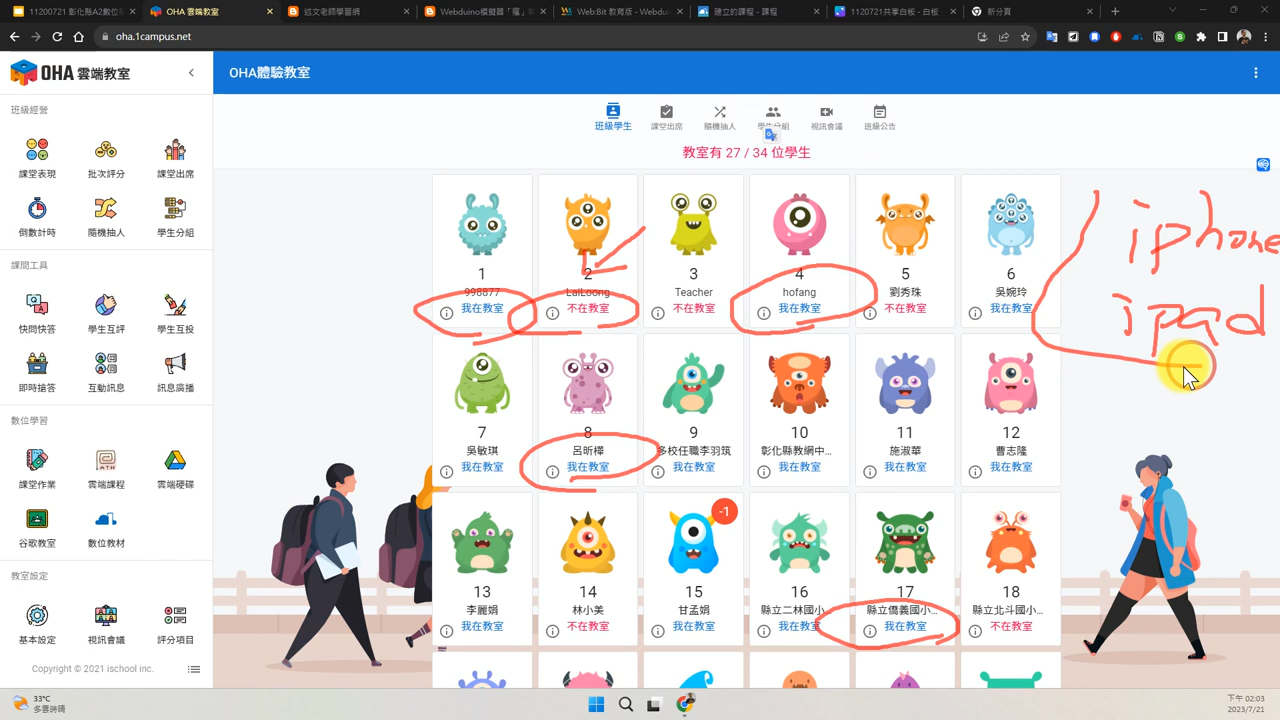 11200721 彰化縣A2數位
OHA 雲端教室
述文老師學習網
Webduino模擬器「瘋」
Web:Bit 教育版 - Webdui
建立的課程 - 課程
1120721共享白板 - 白板
新分頁
oha.1campus.net
OHA 雲端教室
OHA體驗教室
班級經營
課堂表現
批次評分
課堂出席
倒數計時
隨機抽人
學生分組
課間工具
快問快答
學生互評
學生互投
即時搶答
互動訊息
訊息廣播
數位學習
課堂作業
雲端課程
雲端硬碟
谷歌教室
數位教材
教室設定
基本設定
視訊會議
評分項目
Copyright © 2021 ischool inc.
班級學生
課堂出席
隨機抽人
學生分組
視訊會議
班級公告
教室有 27 / 34 位學生
1
998877
我在教室
2
LaiLoong
不在教室
3
Teacher
不在教室
4
hofang
我在教室
5
劉秀珠
不在教室
6
吳婉玲
我在教室
iphone
ipad
7
吳敏琪
我在教室
8
呂昕樺
我在教室
9
多校任職李羽筑
我在教室
10
彰化縣教網中...
我在教室
11
施淑華
我在教室
12
曹志隆
我在教室
13
李麗娟
我在教室
14
林小美
不在教室
-1
15
甘孟娟
我在教室
16
縣立二林國小...
我在教室
17
縣立僑義國小...
我在教室
18
縣立北斗國小...
不在教室
33°C
多雲時晴
下午 02:03
2023/7/21